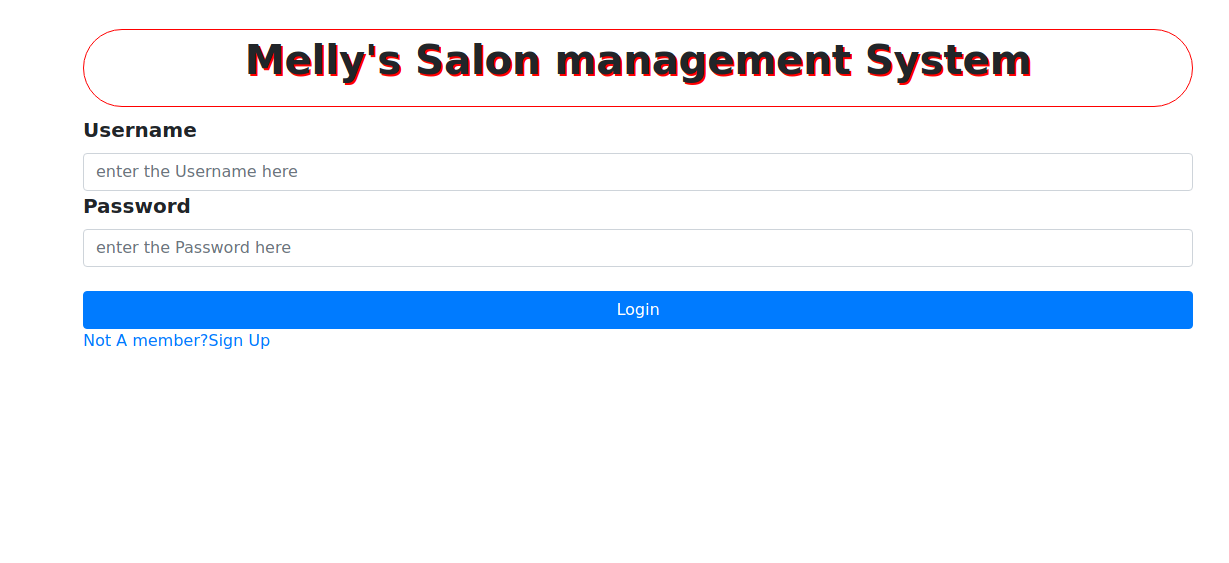 Melly's Salon management System
Username
enter the Username here
Password
enter the Password here
Login
Not A member?Sign Up